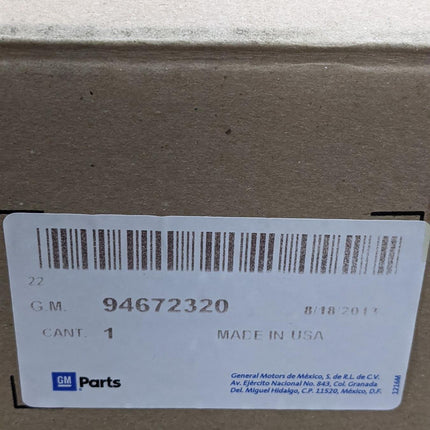 22
G.M. 94672320 8/18/2013
CANT. 1 MADE IN USA
GM Parts
General Motors de México, S. de R.L. de C.V.
Av. Ejército Nacional No. 843, Col. Granada
Del. Miguel Hidalgo, C.P. 11520, México, D.F.
1216M